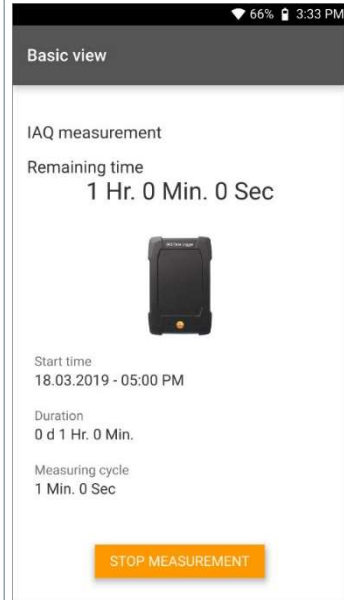 66% 3:33 PM
Basic view
IAQ measurement
Remaining time
1 Hr. 0 Min. 0 Sec
Start time
18.03.2019 - 05:00 PM
Duration
0 d 1 Hr. 0 Min.
Measuring cycle
1 Min. 0 Sec
STOP MEASUREMENT